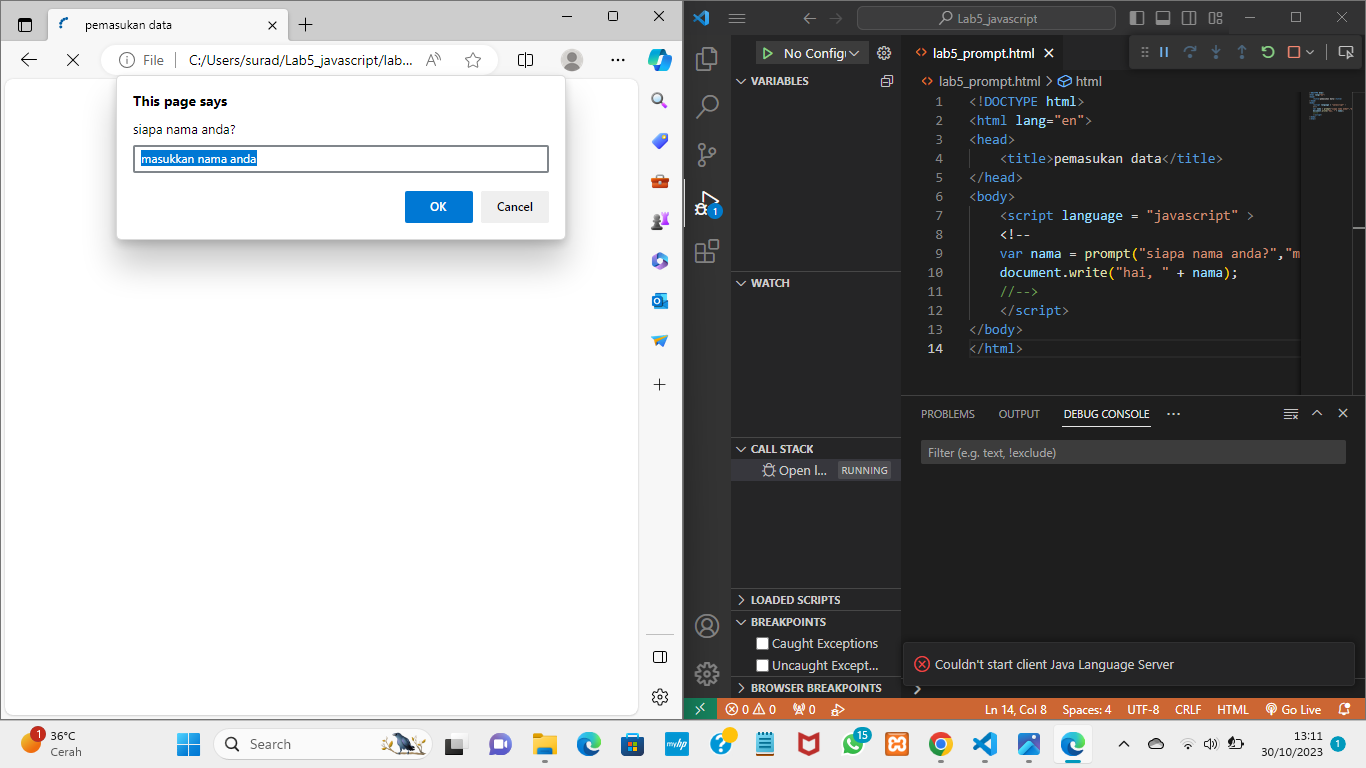 pemasukan data
File
C:/Users/surad/Lab5_javascript/lab...
This page says
siapa nama anda?
masukkan nama anda
OK
Cancel
Lab5_javascript
No Config
lab5_prompt.html
VARIABLES
lab5_prompt.html > html
1 <!DOCTYPE html>
2 <html lang="en">
3 <head>
4 <title>pemasukan data</title>
5 </head>
6 <body>
7 <script language = "javascript" >
8 <!--
9 var nama = prompt("siapa nama anda?","m
10 document.write("hai, " + nama);
11 //-->
12 </script>
13 </body>
14 </html>
WATCH
CALL STACK
Open l...
RUNNING
LOADED SCRIPTS
BREAKPOINTS
Caught Exceptions
Uncaught Except...
BROWSER BREAKPOINTS
1
PROBLEMS
OUTPUT
DEBUG CONSOLE
Filter (e.g. text, !exclude)
Couldn't start client Java Language Server
0
0
0
Ln 14, Col 8
Spaces: 4
UTF-8
CRLF
HTML
Go Live
1
36°C
Cerah
Search
myhp
15
13:11
30/10/2023
1